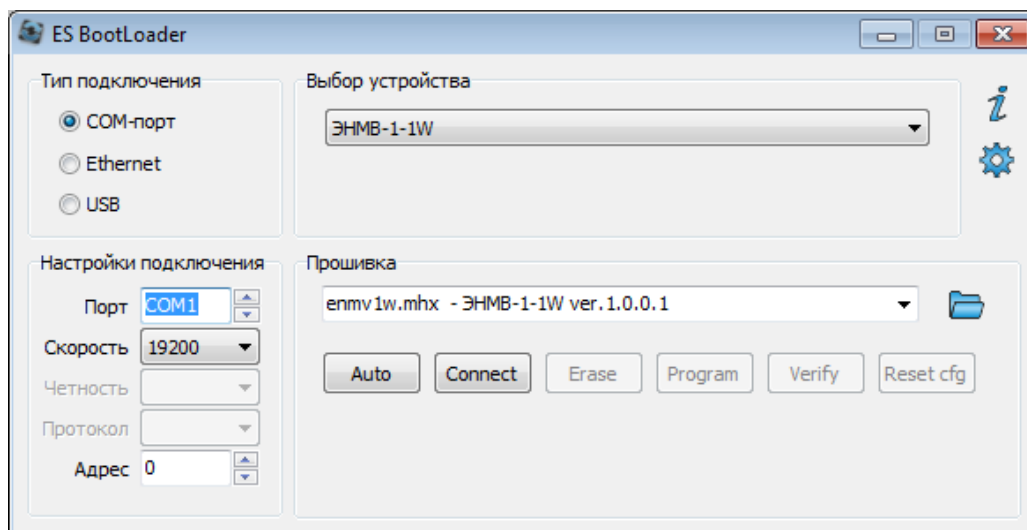 ES BootLoader
Тип подключения
COM-порт
Ethernet
USB
Выбор устройства
ЭНМВ-1-1W
Настройки подключения
Порт COM1
Скорость 19200
Четность
Протокол
Адрес 0
Прошивка
enmv1w.mhx - ЭНМВ-1-1W ver.1.0.0.1
Auto Connect Erase Program Verify Reset cfg